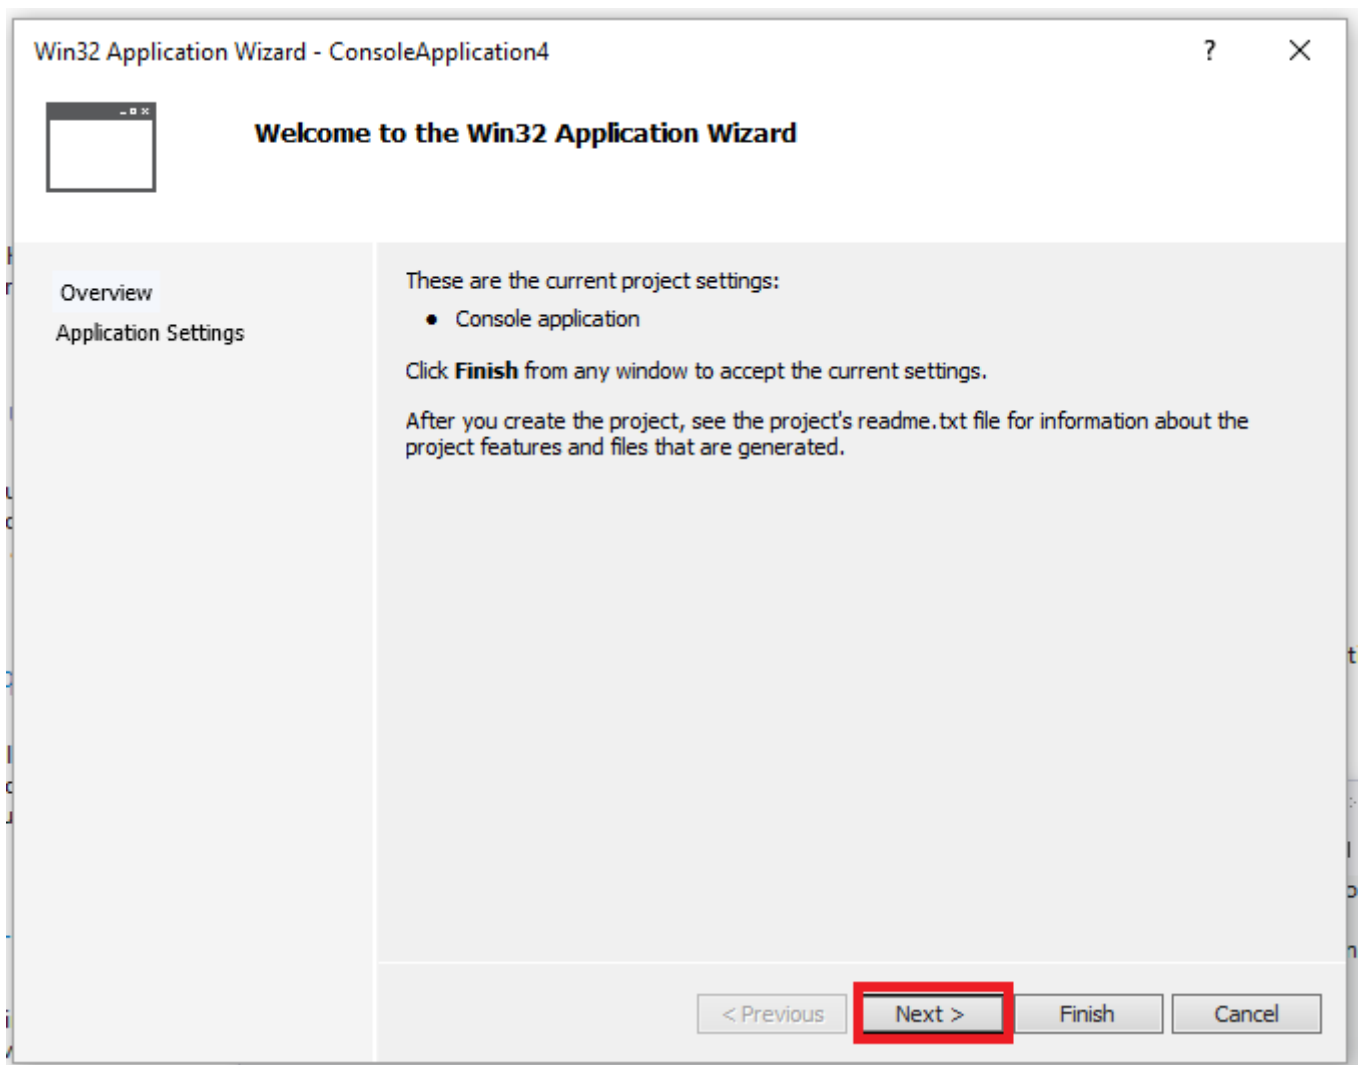 Win32 Application Wizard - ConsoleApplication4
Welcome to the Win32 Application Wizard
Overview
Application Settings
These are the current project settings:
• Console application
Click Finish from any window to accept the current settings.
After you create the project, see the project's readme.txt file for information about the
project features and files that are generated.
< Previous
Next >
Finish
Cancel